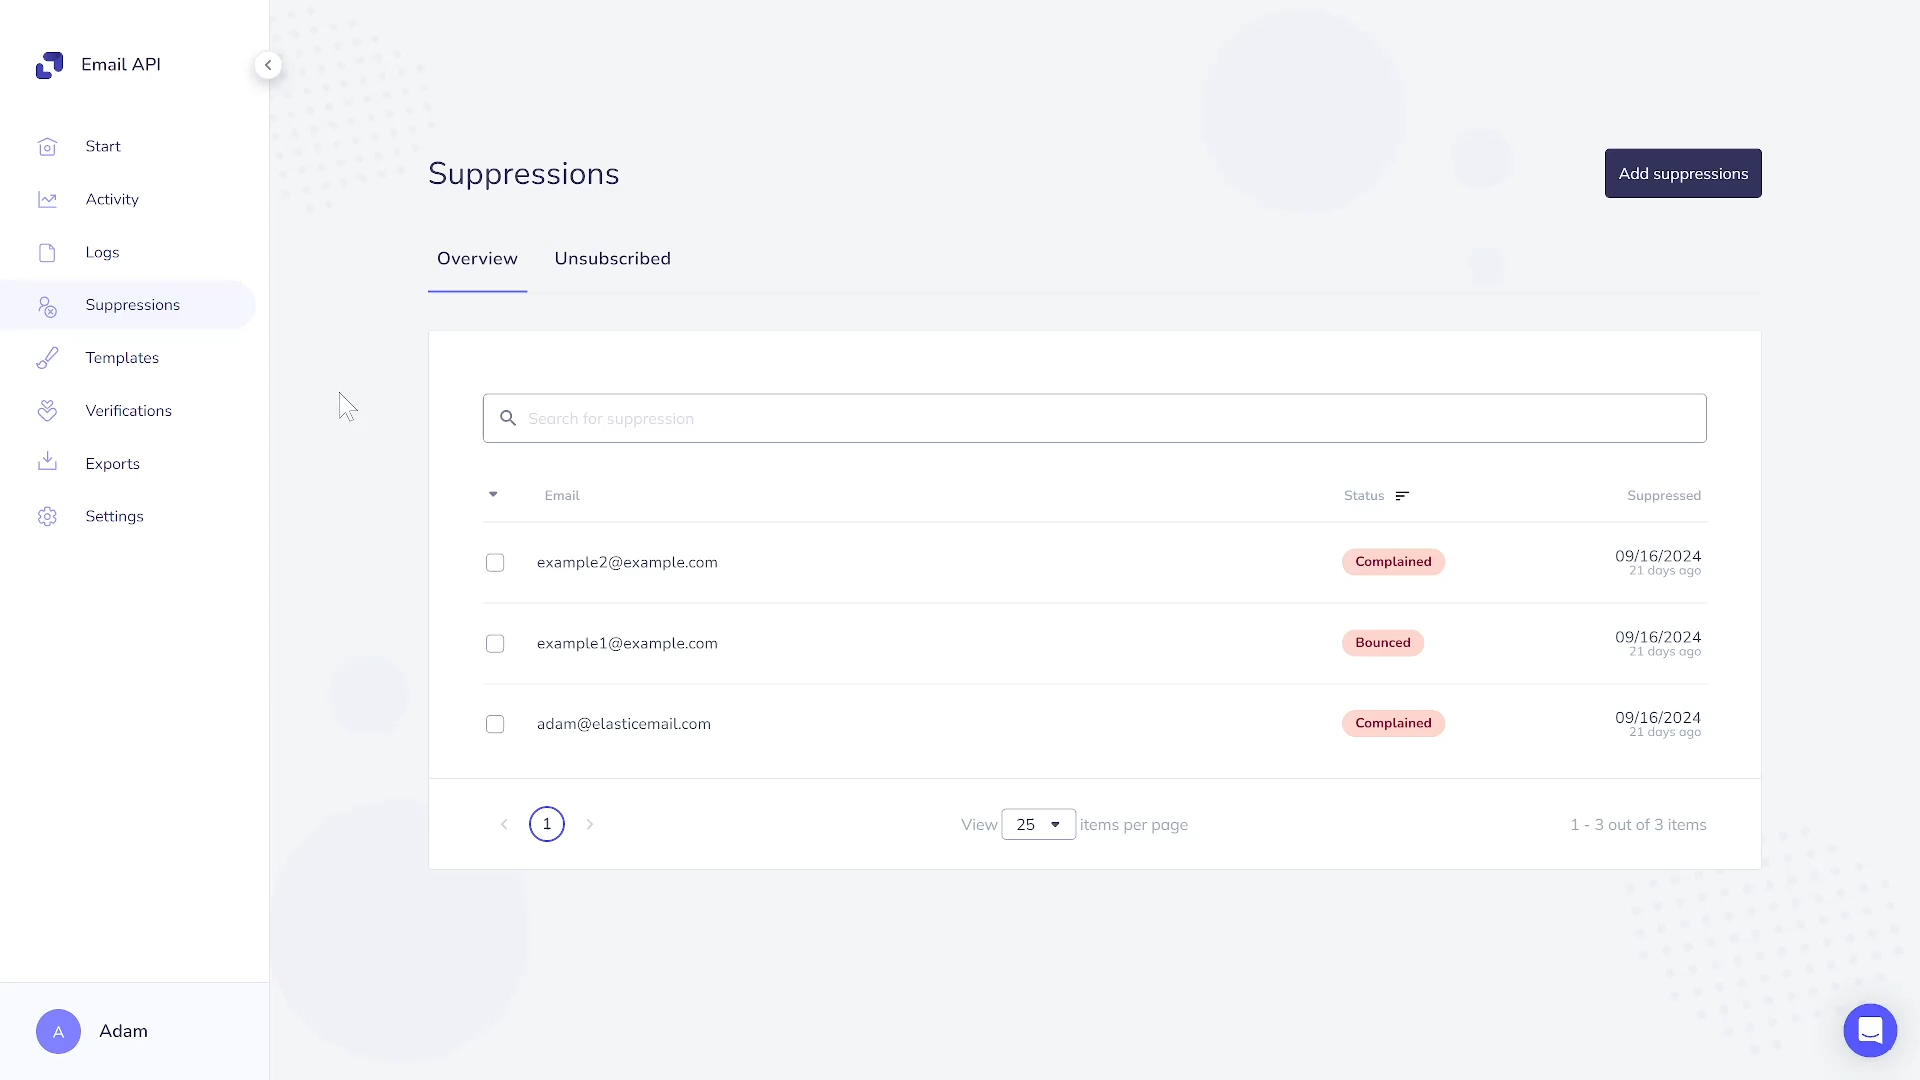 Email API
Start
Activity
Logs
Suppressions
Templates
Verifications
Exports
Settings
A Adam
Suppressions
Add suppressions
Overview Unsubscribed
Search for suppression
Email Status Suppressed
example2@example.com Complained 09/16/2024
21 days ago
example1@example.com Bounced 09/16/2024
21 days ago
adam@elasticemail.com Complained 09/16/2024
21 days ago
1 View 25 items per page 1 - 3 out of 3 items